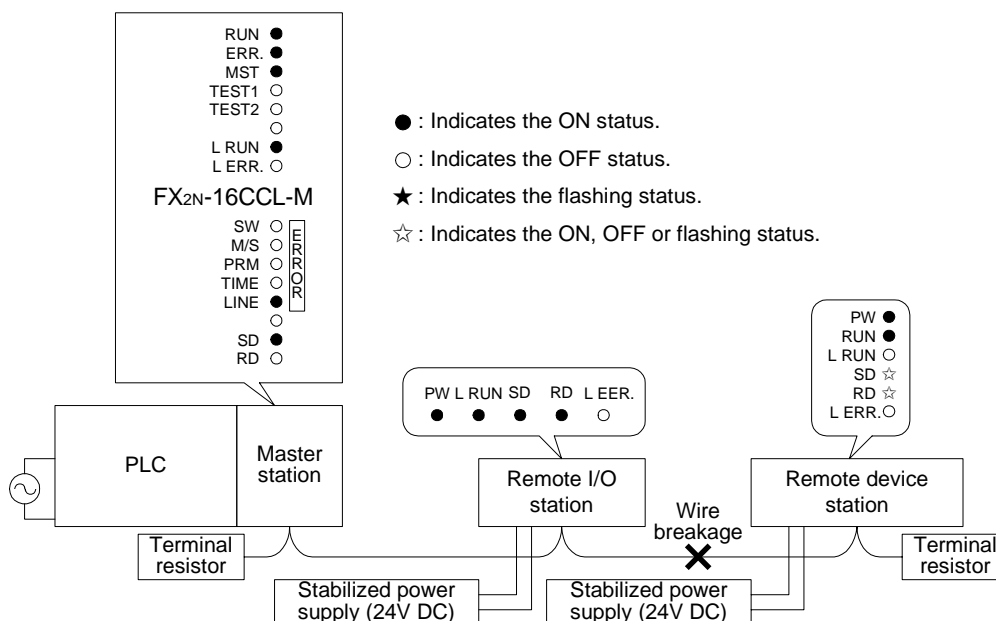 RUN
ERR.
MST
TEST1
TEST2
L RUN
L ERR.
FX2N-16CCL-M
SW
M/S
PRM
TIME
LINE
ERROR
SD
RD
● : Indicates the ON status.
○ : Indicates the OFF status.
★ : Indicates the flashing status.
☆ : Indicates the ON, OFF or flashing status.
PW L RUN SD RD L EER.
PW
RUN
L RUN
SD
RD
L ERR.
PLC
Master
station
Remote I/O
station
Wire
breakage
Remote device
station
Terminal
resistor
Stabilized power
supply (24V DC)
Stabilized power
supply (24V DC)
Terminal
resistor